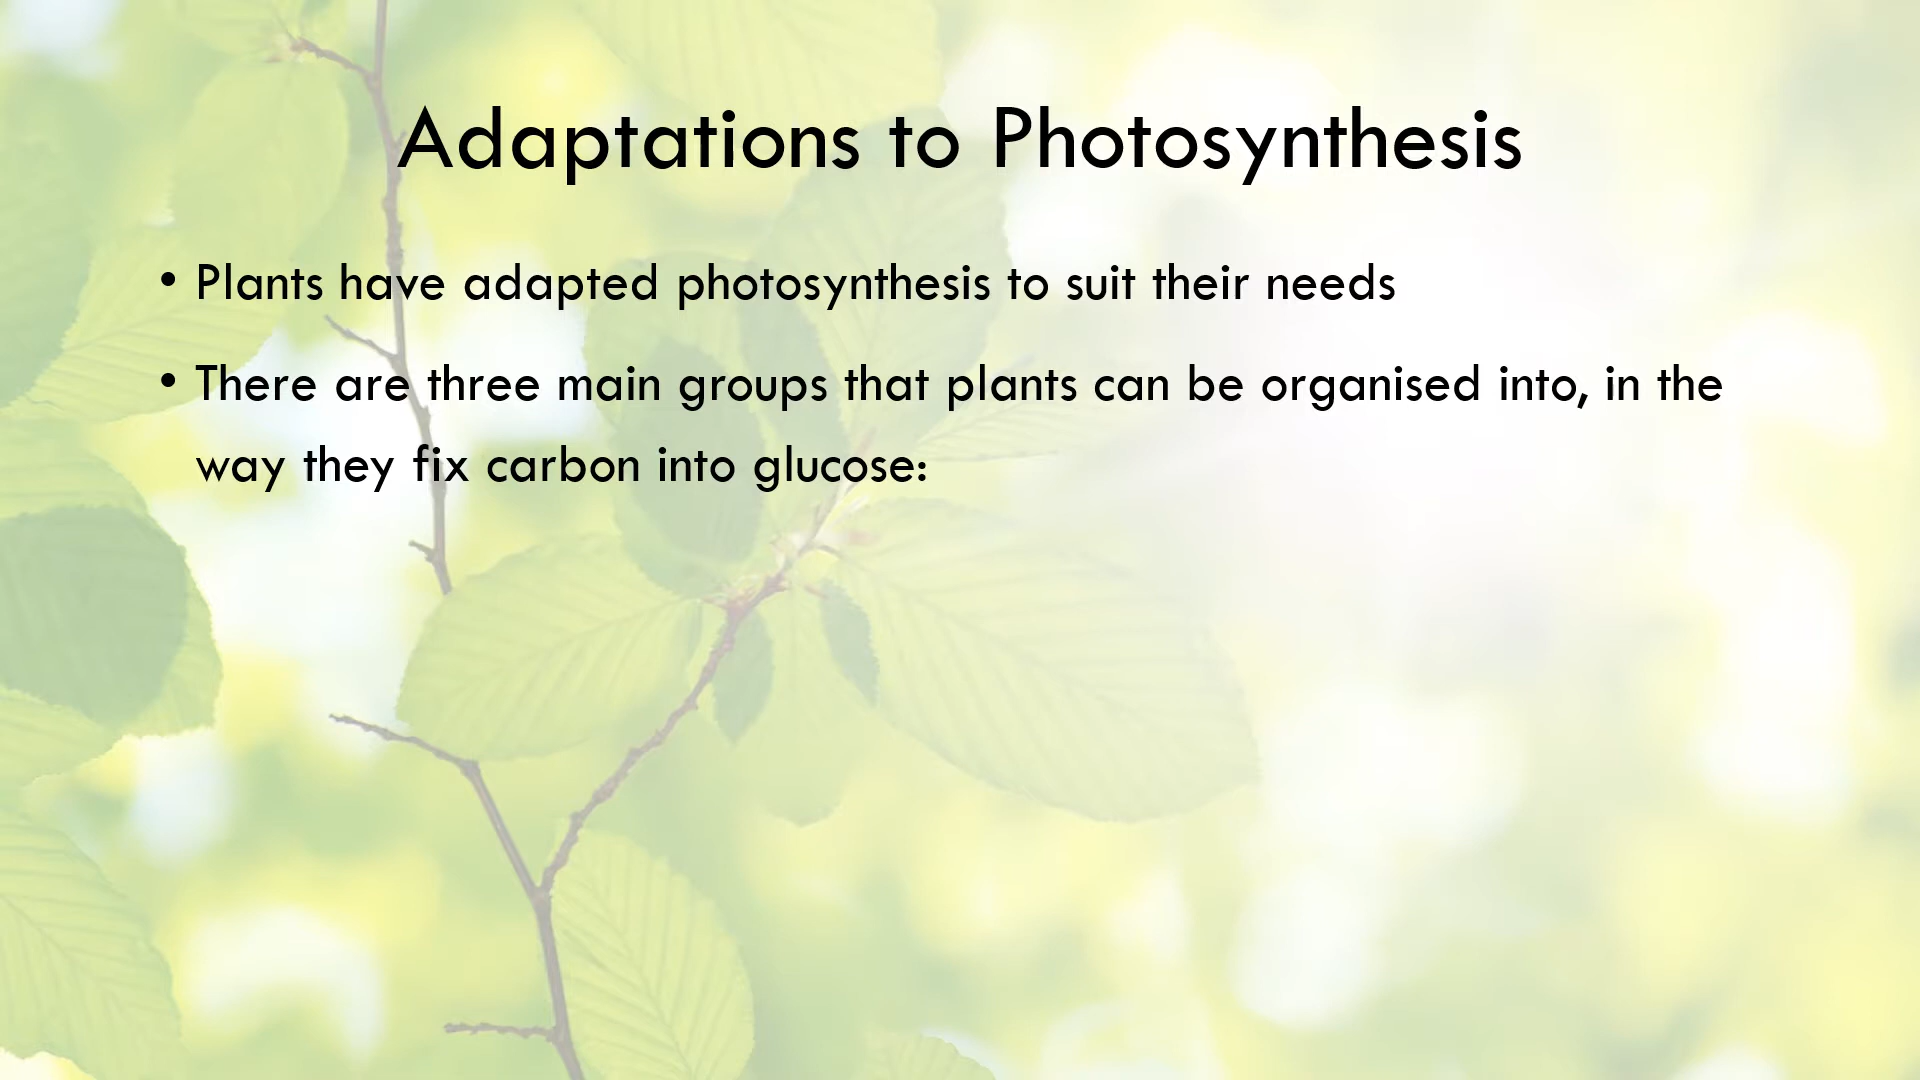 Adaptations to Photosynthesis
• Plants have adapted photosynthesis to suit their needs
• There are three main groups that plants can be organised into, in the
way they fix carbon into glucose: